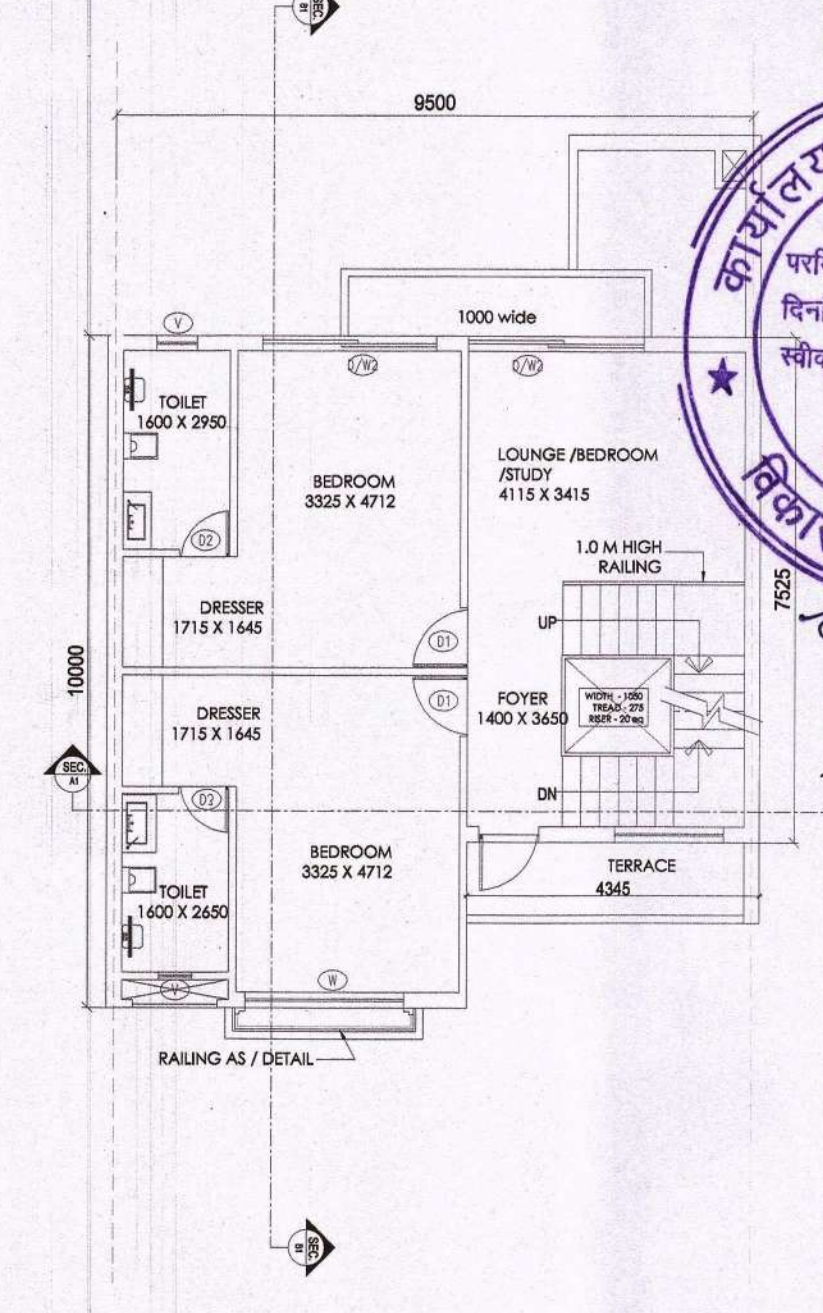 SEC.
B1
9500
1000 wide
V
D/W2
D/W2
TOILET
1600 X 2950
BEDROOM
3325 X 4712
LOUNGE /BEDROOM
/STUDY
4115 X 3415
D2
1.0 M HIGH
RAILING
7525
DRESSER
1715 X 1645
UP
D1
10000
DRESSER
1715 X 1645
D1
FOYER
1400 X 3650
WIDTH - 1050
TREAD - 275
RISER - 20 eq
SEC.
A1
D3
DN
BEDROOM
3325 X 4712
TERRACE
4345
TOILET
1600 X 2650
V
W
RAILING AS / DETAIL
SEC.
B1
कार्यालय